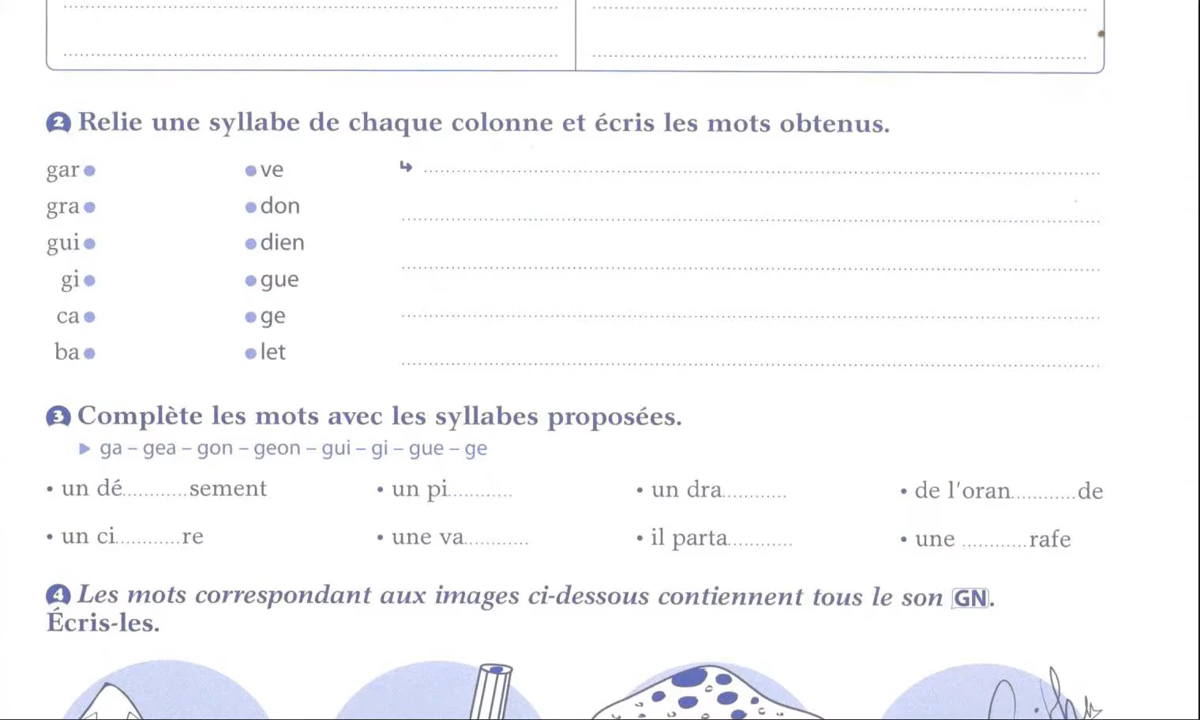 2 Relie une syllabe de chaque colonne et écris les mots obtenus.
gar ve
gra don
gui dien
gi gue
ca ge
ba let
3 Complète les mots avec les syllabes proposées.
ga – gea – gon – geon – gui – gi – gue – ge
• un dé............sement • un pi............ • un dra............ • de l'oran............de
• un ci............re • une va............ • il parta............ • une ............rafe
4 Les mots correspondant aux images ci-dessous contiennent tous le son GN.
Écris-les.